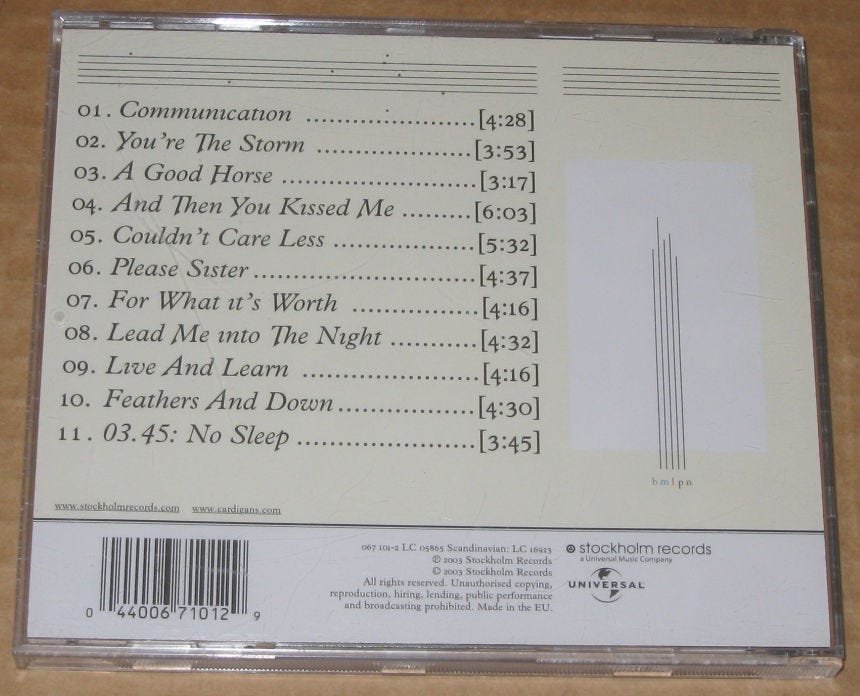 01. Communication ........................[4:28]
02. You're The Storm ......................[3:53]
03. A Good Horse ............................[3:17]
04. And Then You Kissed Me ..........[6:03]
05. Couldn't Care Less ....................[5:32]
06. Please Sister................................[4:37]
07. For What it's Worth ..................[4:16]
08. Lead Me into The Night ............[4:32]
09. Live And Learn .........................[4:16]
10. Feathers And Down...................[4:30]
11. 03.45: No Sleep .........................[3:45]
b m l p n
www.stockholmrecords.com www.cardigans.com
067 101-2 LC 05865 Scandinavian: LC 16923
℗ 2003 Stockholm Records
© 2003 Stockholm Records
All rights reserved. Unauthorised copying,
reproduction, hiring, lending, public performance
and broadcasting prohibited. Made in the EU.
stockholm records
a Universal Music Company
UNIVERSAL
0 44006 71012 9